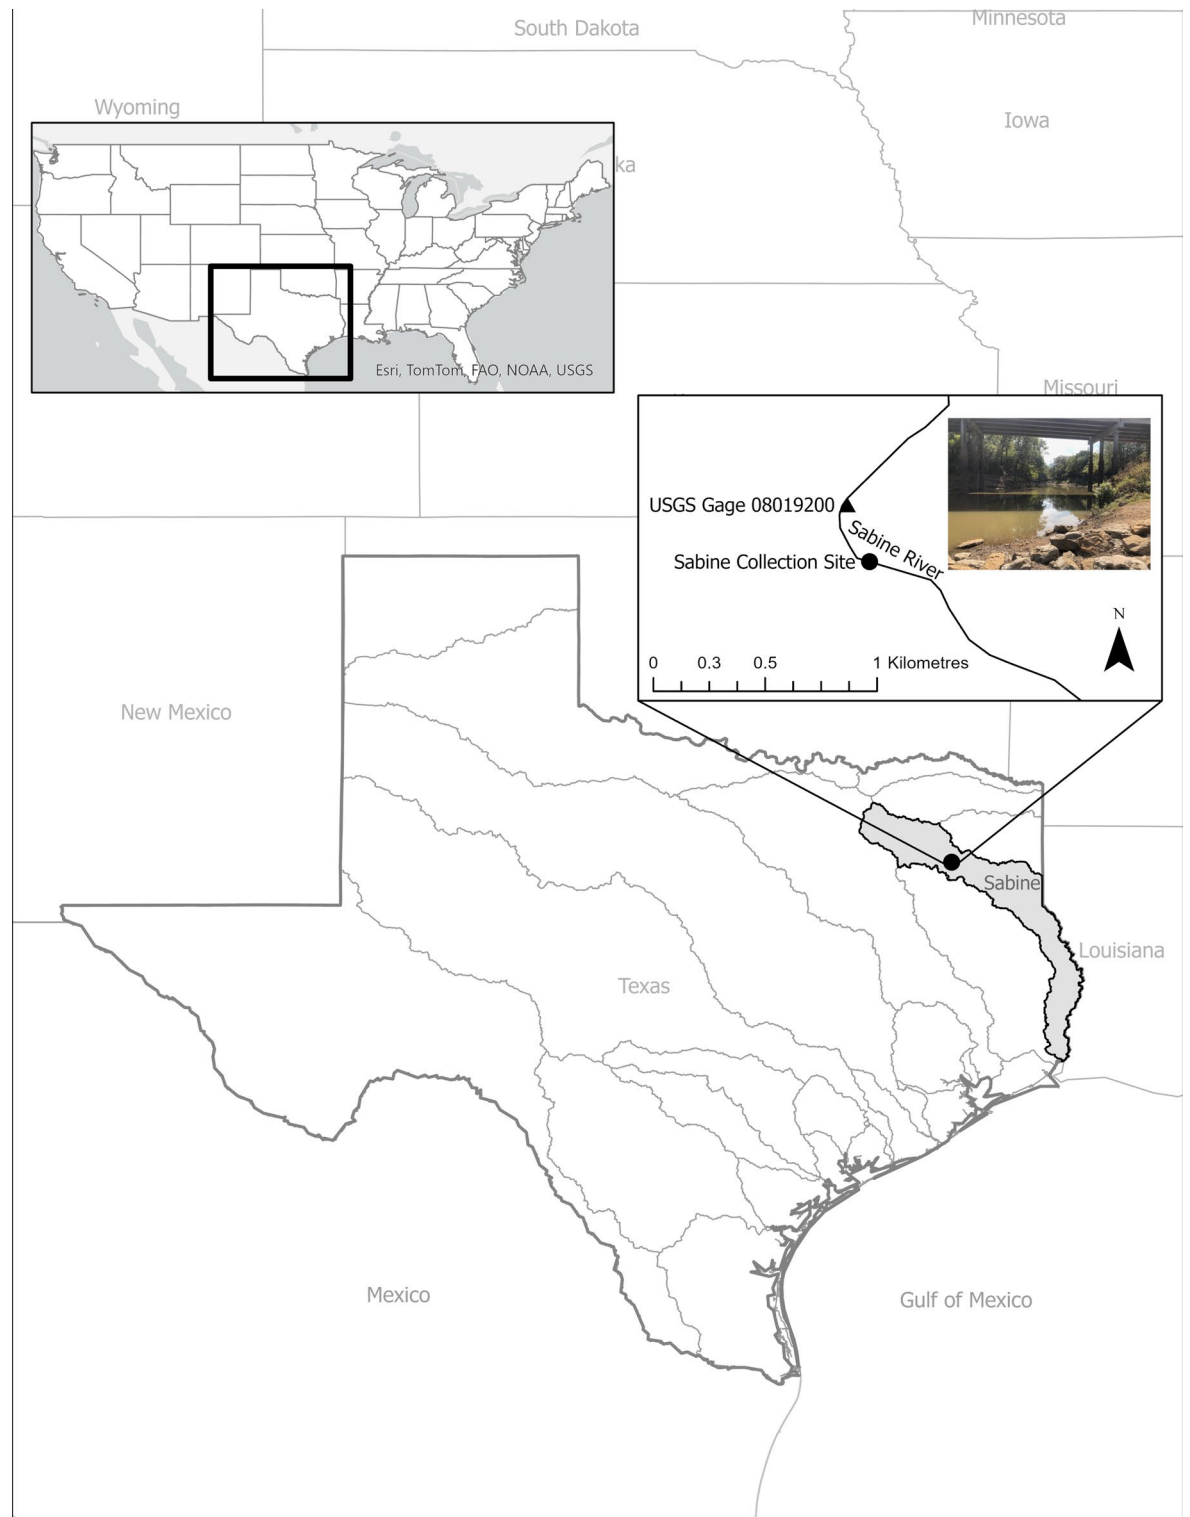 South Dakota
Minnesota
Wyoming
Iowa
ka
Esri, TomTom, FAO, NOAA, USGS
Missouri
USGS Gage 08019200
Sabine River
Sabine Collection Site
N
0 0.3 0.5 1 Kilometres
New Mexico
Sabine
Louisiana
Texas
Mexico
Gulf of Mexico